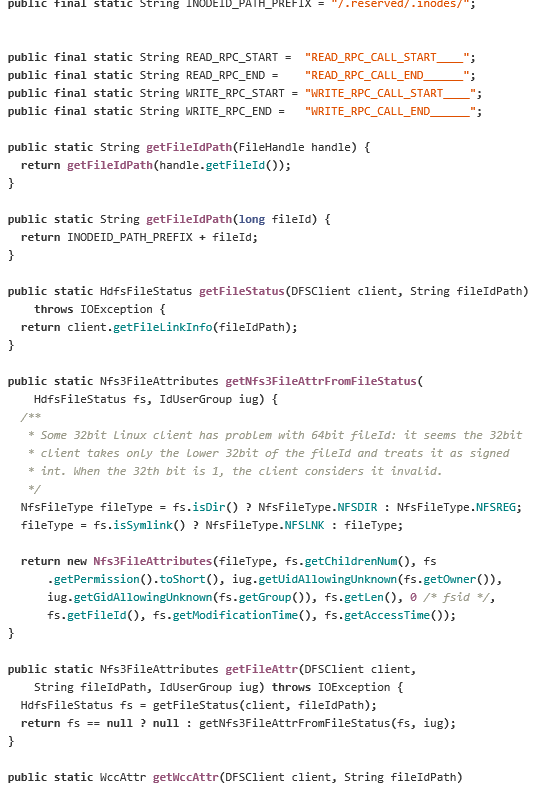 public final static String INODEID_PATH_PREFIX = "/.reserved/.inodes/";
public final static String READ_RPC_START =  "READ_RPC_CALL_START____";
public final static String READ_RPC_END =    "READ_RPC_CALL_END______";
public final static String WRITE_RPC_START = "WRITE_RPC_CALL_START____";
public final static String WRITE_RPC_END =   "WRITE_RPC_CALL_END______";
public static String getFileIdPath(FileHandle handle) {
  return getFileIdPath(handle.getFileId());
}
public static String getFileIdPath(long fileId) {
  return INODEID_PATH_PREFIX + fileId;
}
public static HdfsFileStatus getFileStatus(DFSClient client, String fileIdPath)
    throws IOException {
  return client.getFileLinkInfo(fileIdPath);
}
public static Nfs3FileAttributes getNfs3FileAttrFromFileStatus(
    HdfsFileStatus fs, IdUserGroup iug) {
  /**
   * Some 32bit Linux client has problem with 64bit fileId: it seems the 32bit
   * client takes only the lower 32bit of the fileId and treats it as signed
   * int. When the 32th bit is 1, the client considers it invalid.
   */
  NfsFileType fileType = fs.isDir() ? NfsFileType.NFSDIR : NfsFileType.NFSREG;
  fileType = fs.isSymlink() ? NfsFileType.NFSLNK : fileType;
  return new Nfs3FileAttributes(fileType, fs.getChildrenNum(), fs
      .getPermission().toShort(), iug.getUidAllowingUnknown(fs.getOwner()),
      iug.getGidAllowingUnknown(fs.getGroup()), fs.getLen(), 0 /* fsid */,
      fs.getFileId(), fs.getModificationTime(), fs.getAccessTime());
}
public static Nfs3FileAttributes getFileAttr(DFSClient client,
    String fileIdPath, IdUserGroup iug) throws IOException {
  HdfsFileStatus fs = getFileStatus(client, fileIdPath);
  return fs == null ? null : getNfs3FileAttrFromFileStatus(fs, iug);
}
public static WccAttr getWccAttr(DFSClient client, String fileIdPath)